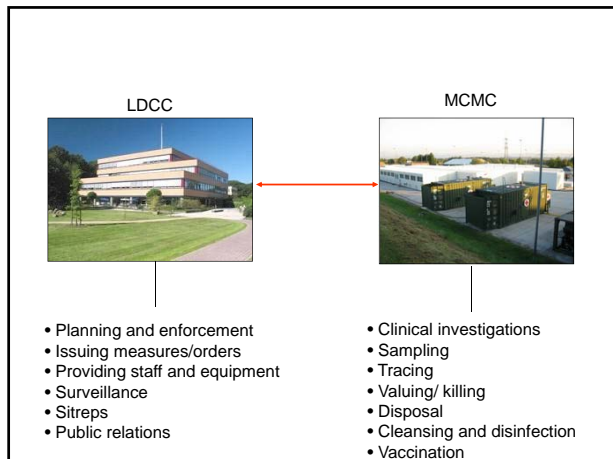 LDCC
MCMC
• Planning and enforcement
• Issuing measures/orders
• Providing staff and equipment
• Surveillance
• Sitreps
• Public relations
• Clinical investigations
• Sampling
• Tracing
• Valuing/ killing
• Disposal
• Cleansing and disinfection
• Vaccination